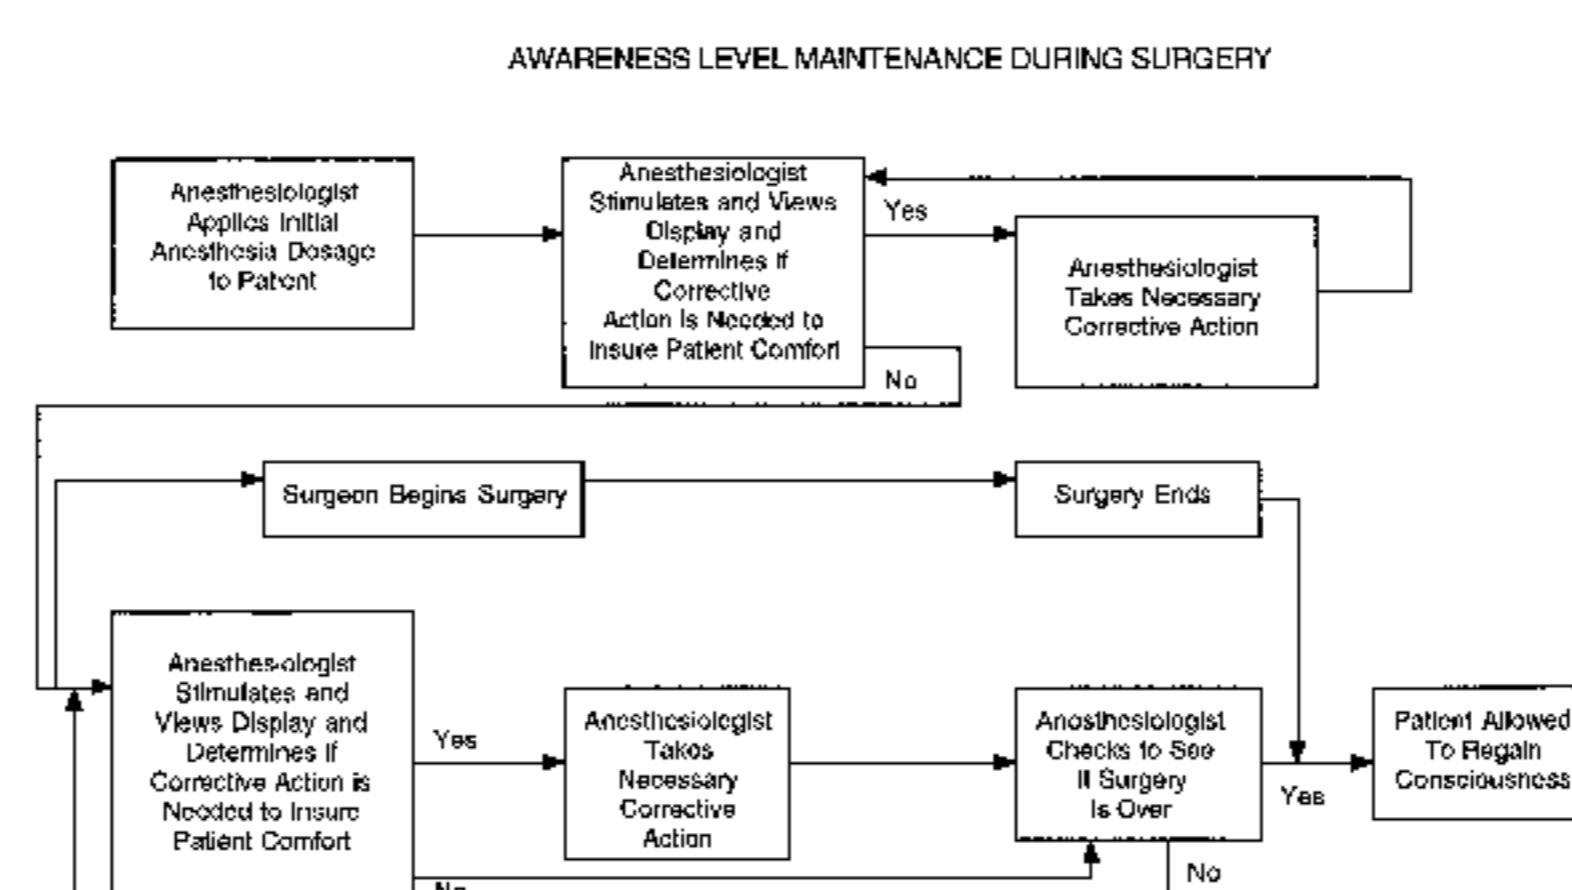 AWARENESS LEVEL MAINTENANCE DURING SURGERY
Anesthesiologist
Applies Initial
Anesthesia Dosage
to Patient
Anesthesiologist
Stimulates and Views
Display and
Determines if
Corrective
Action is Needed to
Insure Patient Comfort
Yes
No
Anesthesiologist
Takes Necessary
Corrective Action
Surgeon Begins Surgery
Surgery Ends
Anesthesiologist
Stimulates and
Views Display and
Determines if
Corrective Action is
Needed to Insure
Patient Comfort
Yes
No
Anesthesiologist
Takes
Necessary
Corrective
Action
Anesthesiologist
Checks to See
If Surgery
Is Over
Yes
No
Patient Allowed
To Regain
Consciousness